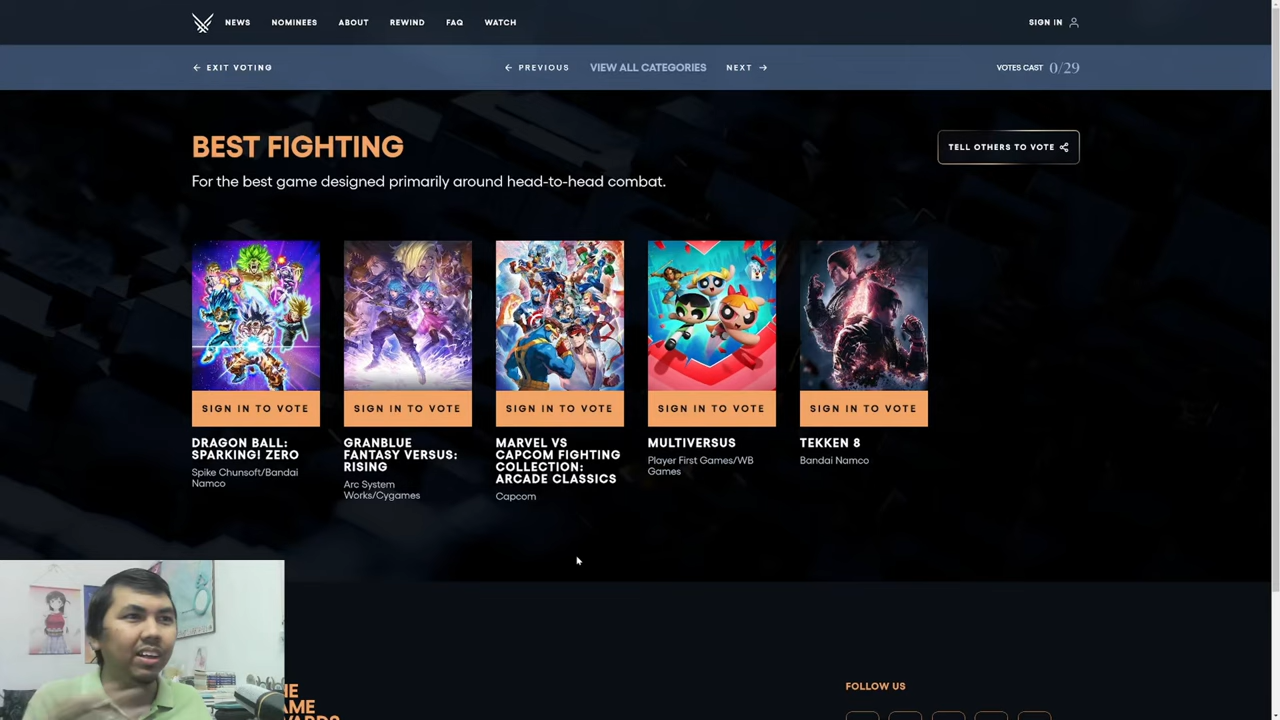 NEWS NOMINEES ABOUT REWIND FAQ WATCH SIGN IN
← EXIT VOTING ← PREVIOUS VIEW ALL CATEGORIES NEXT → VOTES CAST 0/29
BEST FIGHTING
TELL OTHERS TO VOTE
For the best game designed primarily around head-to-head combat.
SIGN IN TO VOTE
DRAGON BALL:
SPARKING! ZERO
Spike Chunsoft/Bandai
Namco
SIGN IN TO VOTE
GRANBLUE
FANTASY VERSUS:
RISING
Arc System
Works/Cygames
SIGN IN TO VOTE
MARVEL VS
CAPCOM FIGHTING
COLLECTION:
ARCADE CLASSICS
Capcom
SIGN IN TO VOTE
MULTIVERSUS
Player First Games/WB
Games
SIGN IN TO VOTE
TEKKEN 8
Bandai Namco
FOLLOW US